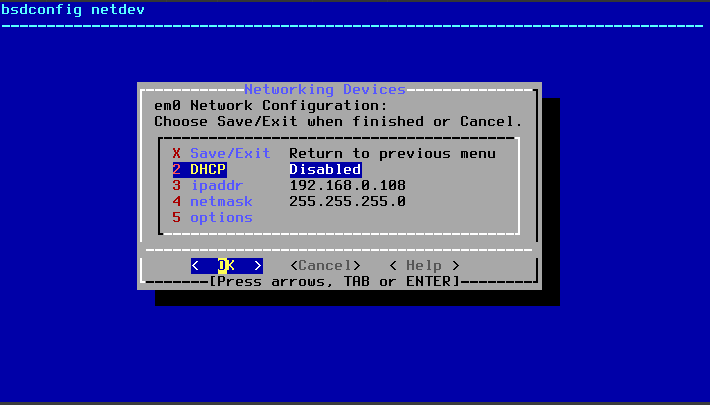 bsdconfig netdev
Networking Devices
em0 Network Configuration:
Choose Save/Exit when finished or Cancel.
X Save/Exit Return to previous menu
2 DHCP Disabled
3 ipaddr 192.168.0.108
4 netmask 255.255.255.0
5 options
< OK > <Cancel> < Help >
[Press arrows, TAB or ENTER]